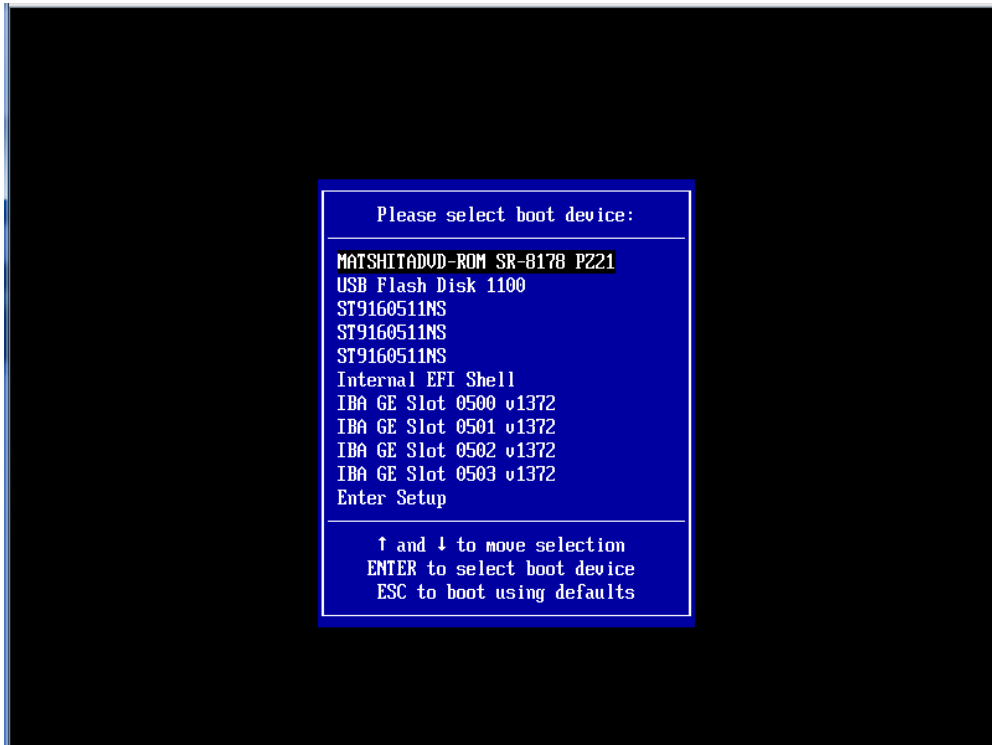 Please select boot device:
MATSHITADVD-ROM SR-8178 PZ21
USB Flash Disk 1100
ST9160511NS
ST9160511NS
ST9160511NS
Internal EFI Shell
IBA GE Slot 0500 v1372
IBA GE Slot 0501 v1372
IBA GE Slot 0502 v1372
IBA GE Slot 0503 v1372
Enter Setup
↑ and ↓ to move selection
ENTER to select boot device
ESC to boot using defaults